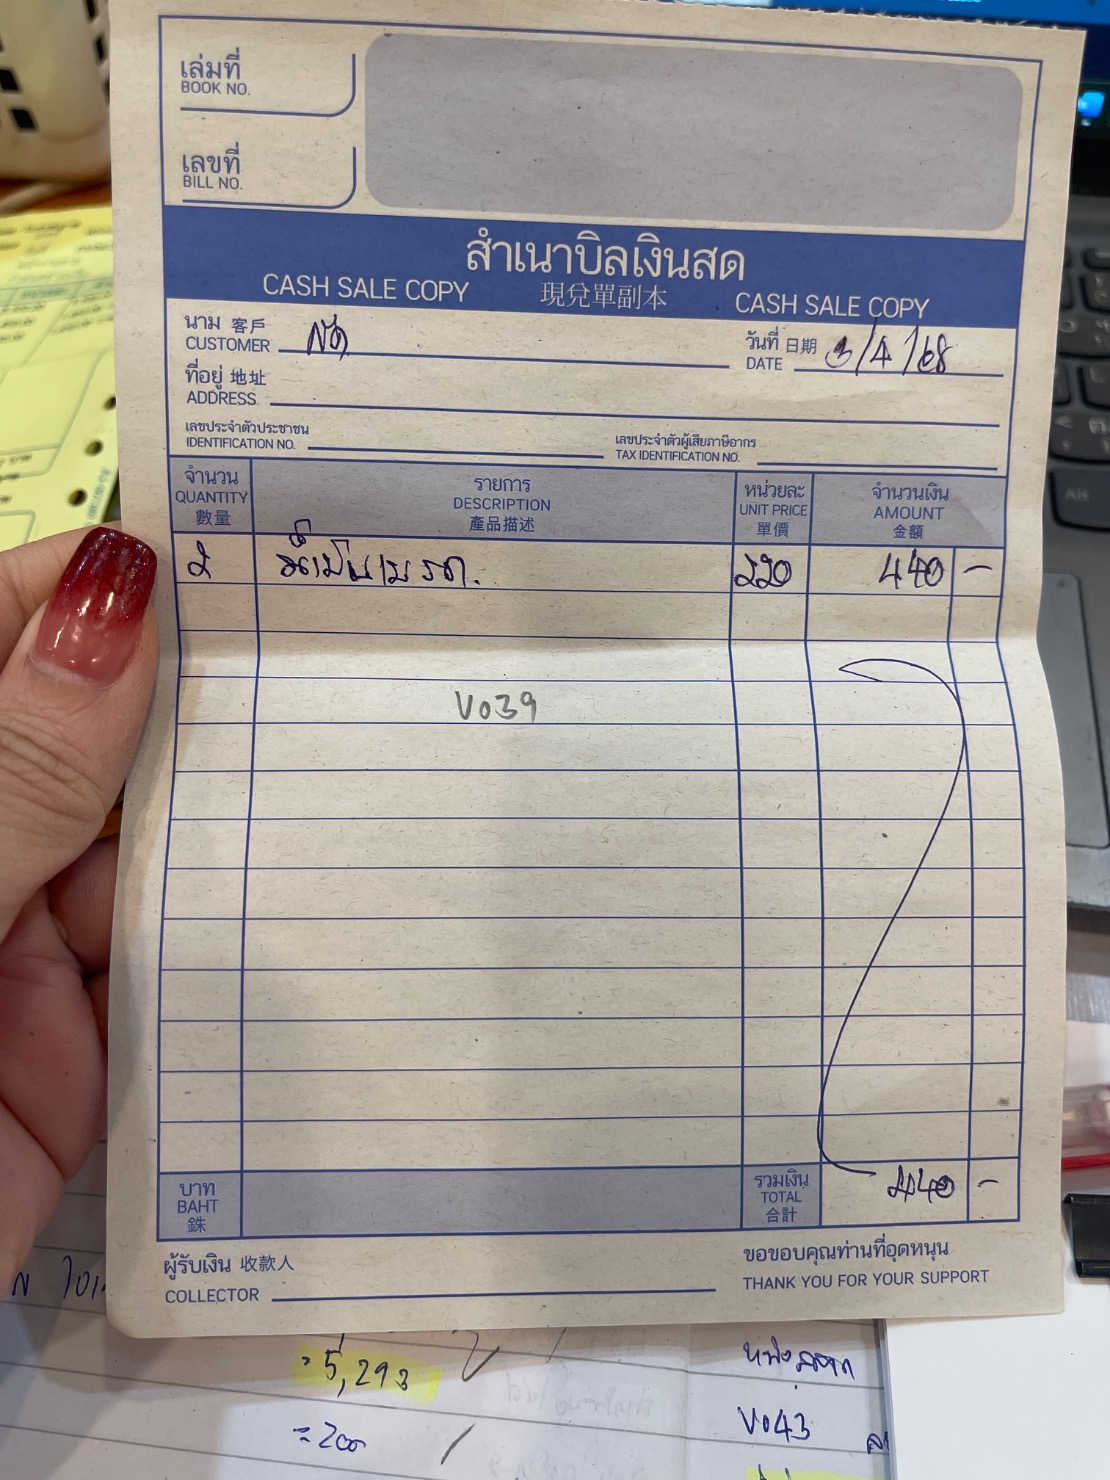 เล่มที่
BOOK NO.
เลขที่
BILL NO.
สำเนาบิลเงินสด
CASH SALE COPY 現兌單副本 CASH SALE COPY
นาม 客戶
CUSTOMER สด
วันที่ 日期
DATE 3/4/68
ที่อยู่ 地址
ADDRESS
เลขประจำตัวประชาชน
IDENTIFICATION NO.
เลขประจำตัวผู้เสียภาษีอากร
TAX IDENTIFICATION NO.
จำนวน
QUANTITY
數量
รายการ
DESCRIPTION
產品描述
หน่วยละ
UNIT PRICE
單價
จำนวนเงิน
AMOUNT
金額
2 220 440 -
V039
บาท
BAHT
銖
รวมเงิน
TOTAL
合計
440 -
ผู้รับเงิน 收款人
COLLECTOR
ขอขอบคุณท่านที่อุดหนุน
THANK YOU FOR YOUR SUPPORT
= 5,293
= 200
V043
Alt